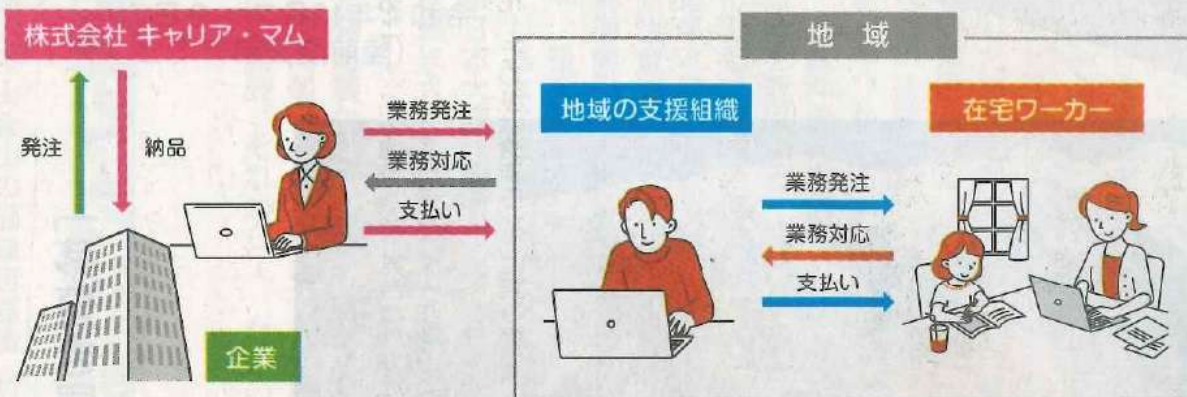 株式会社 キャリア・マム
発注
納品
企業
業務発注
業務対応
支払い
地域
地域の支援組織
在宅ワーカー
業務発注
業務対応
支払い